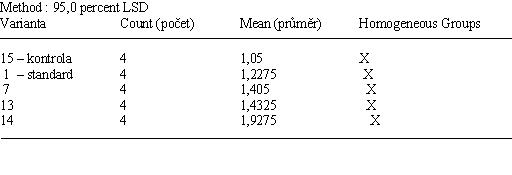 Method : 95,0 percent LSD
Varianta Count (počet) Mean (průměr) Homogeneous Groups
15 – kontrola 4 1,05 X
1 – standard 4 1,2275 X
7 4 1,405 X
13 4 1,4325 X
14 4 1,9275 X